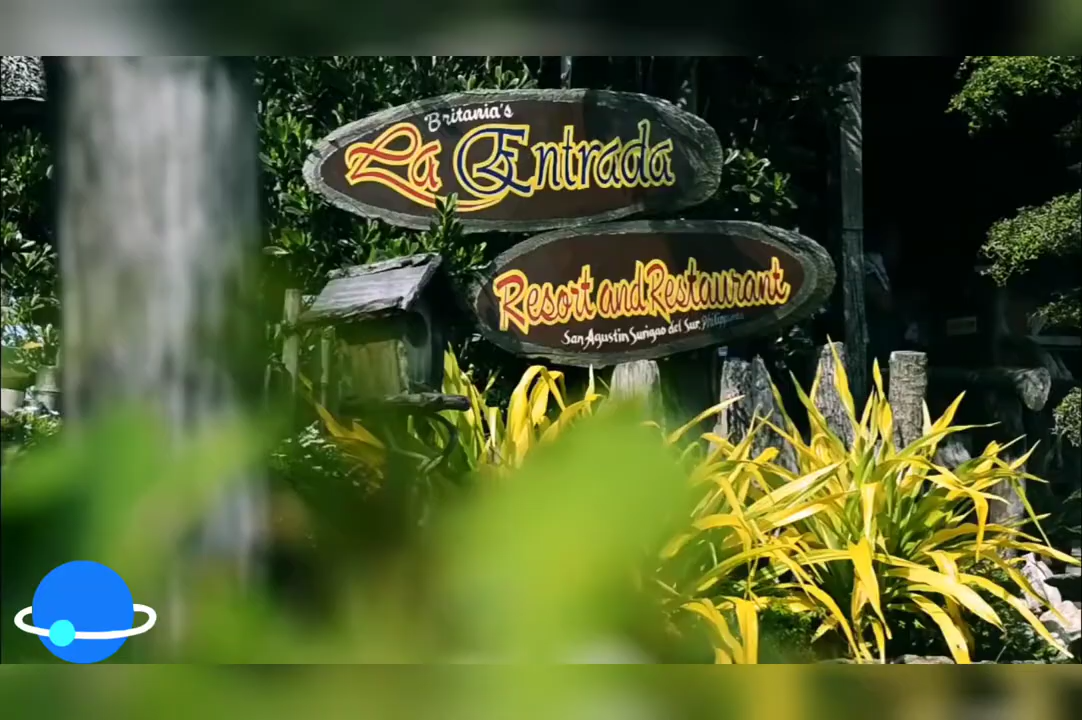 Britania's
La Entrada
Resort and Restaurant
San Agustin Surigao del Sur, Philippines